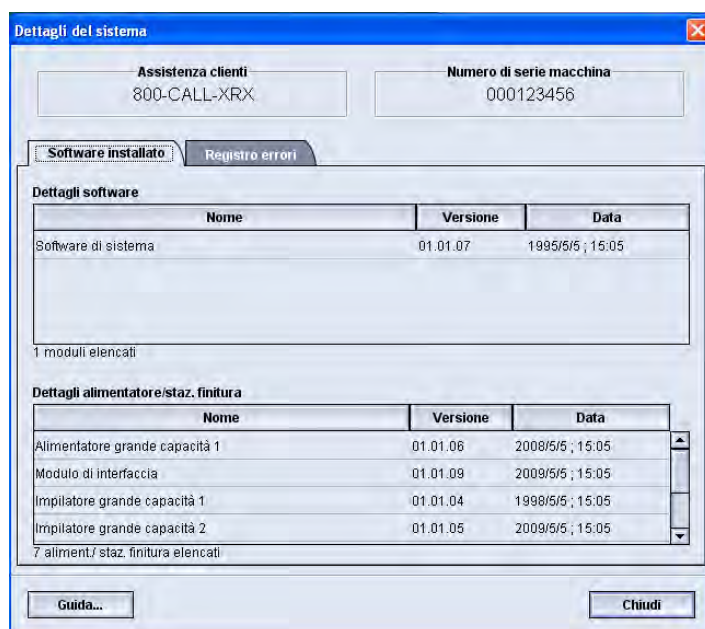 Dettagli del sistema
Assistenza clienti
800-CALL-XRX
Numero di serie macchina
000123456
Software installato
Registro errori
Dettagli software
Nome Versione Data
Software di sistema 01.01.07 1995/5/5 ; 15:05
1 moduli elencati
Dettagli alimentatore/staz. finitura
Nome Versione Data
Alimentatore grande capacità 1 01.01.06 2008/5/5 ; 15:05
Modulo di interfaccia 01.01.09 2009/5/5 ; 15:05
Impilatore grande capacità 1 01.01.04 1998/5/5 ; 15:05
Impilatore grande capacità 2 01.01.05 2009/5/5 ; 15:05
7 aliment./ staz. finitura elencati
Guida... Chiudi